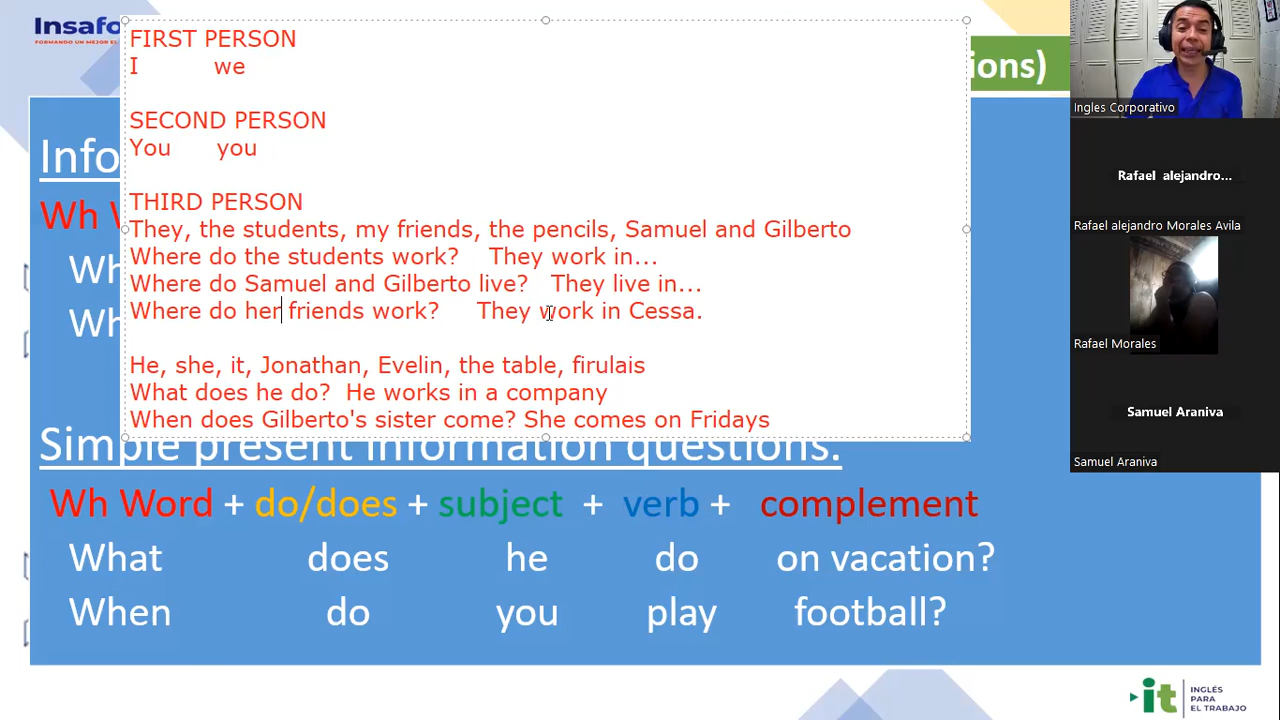 Insafo
FORMANDO UN MEJOR EL
ions)
FIRST PERSON
I we
SECOND PERSON
You you
THIRD PERSON
They, the students, my friends, the pencils, Samuel and Gilberto
Where do the students work? They work in...
Where do Samuel and Gilberto live? They live in...
Where do her friends work? They work in Cessa.
He, she, it, Jonathan, Evelin, the table, firulais
What does he do? He works in a company
When does Gilberto's sister come? She comes on Fridays
Info
Wh W
Wh
Wh
Simple present information questions:
Wh Word + do/does + subject + verb + complement
What does he do on vacation?
When do you play football?
Ingles Corporativo
Rafael alejandro...
Rafael alejandro Morales Avila
Rafael Morales
Samuel Araniva
Samuel Araniva
it INGLÉS
PARA
EL TRABAJO